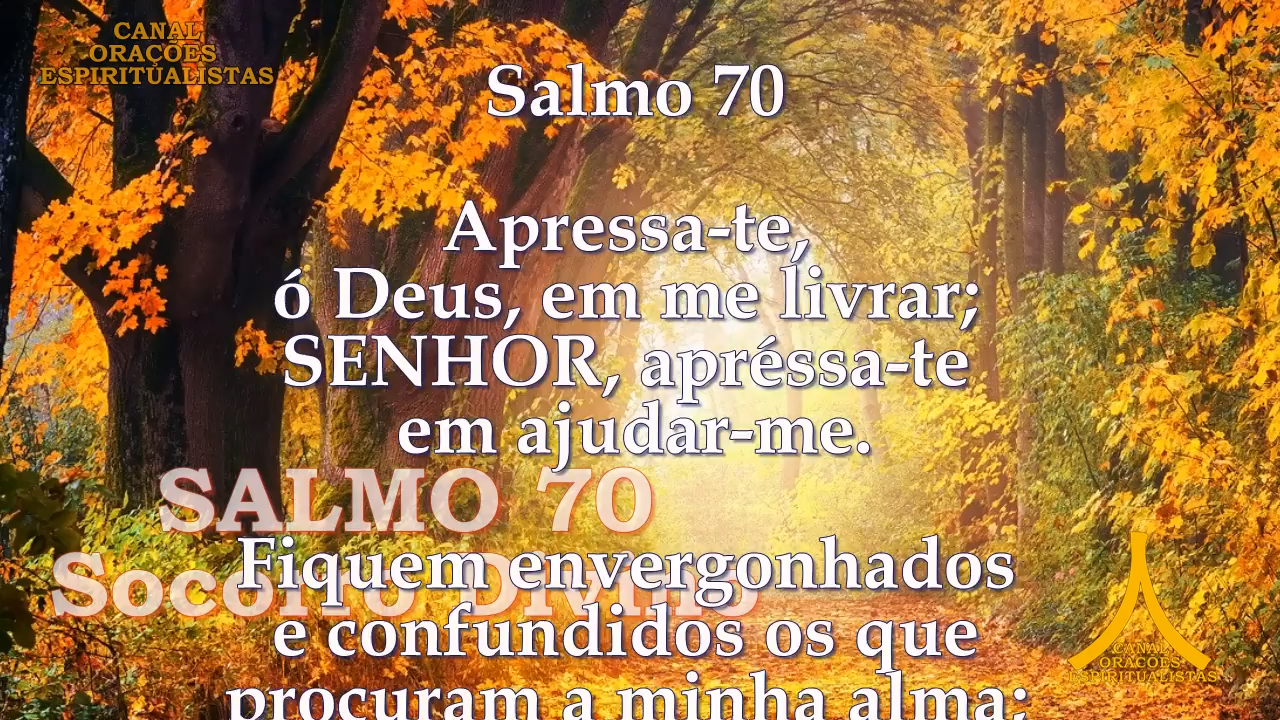 CANAL
ORAÇÕES
ESPIRITUALISTAS
Salmo 70
Apressa-te,
ó Deus, em me livrar;
SENHOR, apréssa-te
em ajudar-me.
SALMO 70
Socorro Divino
Fiquem envergonhados
e confundidos os que
procuram a minha alma;
CANAL
ORAÇÕES
ESPIRITUALISTAS